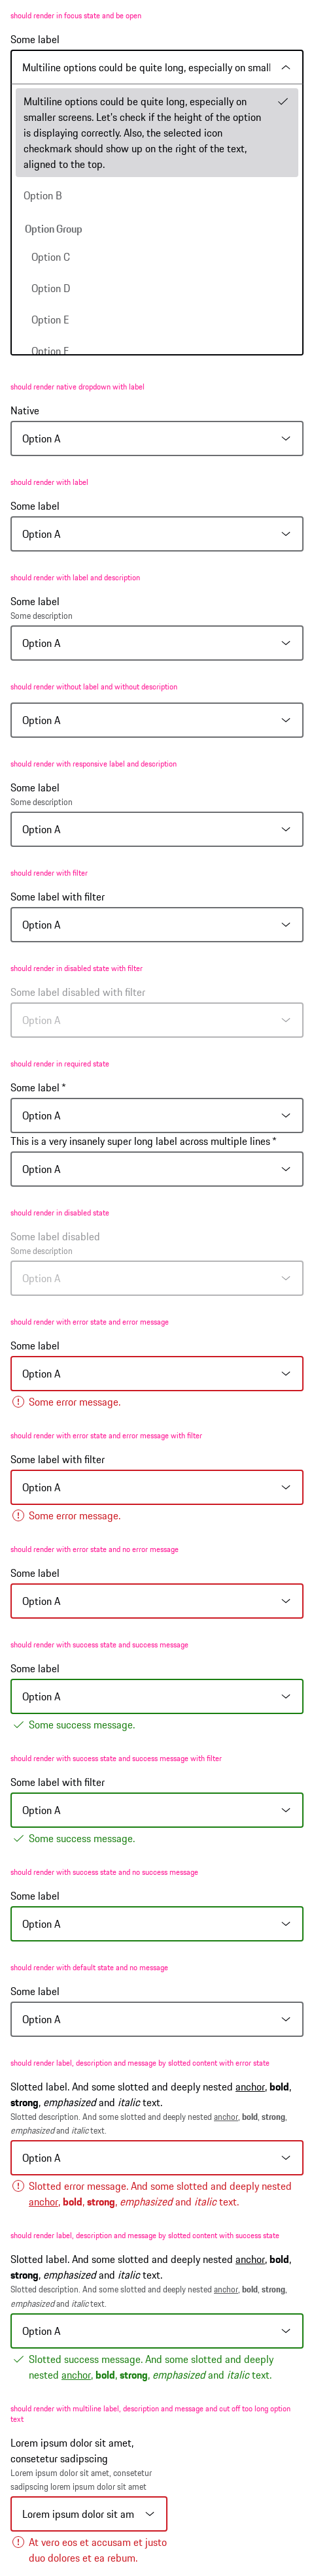 should render in focus state and be open
Some label
Multiline options could be quite long, especially on small
Multiline options could be quite long, especially on
smaller screens. Let's check if the height of the option
is displaying correctly. Also, the selected icon
checkmark should show up on the right of the text,
aligned to the top.
Option B
Option Group
Option C
Option D
Option E
Option F
should render native dropdown with label
Native
Option A
should render with label
Some label
Option A
should render with label and description
Some label
Some description
Option A
should render without label and without description
Option A
should render with responsive label and description
Some label
Some description
Option A
should render with filter
Some label with filter
Option A
should render in disabled state with filter
Some label disabled with filter
Option A
should render in required state
Some label *
Option A
This is a very insanely super long label across multiple lines *
Option A
should render in disabled state
Some label disabled
Some description
Option A
should render with error state and error message
Some label
Option A
Some error message.
should render with error state and error message with filter
Some label with filter
Option A
Some error message.
should render with error state and no error message
Some label
Option A
should render with success state and success message
Some label
Option A
Some success message.
should render with success state and success message with filter
Some label with filter
Option A
Some success message.
should render with success state and no success message
Some label
Option A
should render with default state and no message
Some label
Option A
should render label, description and message by slotted content with error state
Slotted label. And some slotted and deeply nested anchor, bold,
strong, emphasized and italic text.
Slotted description. And some slotted and deeply nested anchor, bold, strong,
emphasized and italic text.
Option A
Slotted error message. And some slotted and deeply nested
anchor, bold, strong, emphasized and italic text.
should render label, description and message by slotted content with success state
Slotted label. And some slotted and deeply nested anchor, bold,
strong, emphasized and italic text.
Slotted description. And some slotted and deeply nested anchor, bold, strong,
emphasized and italic text.
Option A
Slotted success message. And some slotted and deeply
nested anchor, bold, strong, emphasized and italic text.
should render with multiline label, description and message and cut off too long option
text
Lorem ipsum dolor sit amet,
consetetur sadipscing
Lorem ipsum dolor sit amet, consetetur
sadipscing lorem ipsum dolor sit amet
Lorem ipsum dolor sit am
At vero eos et accusam et justo
duo dolores et ea rebum.